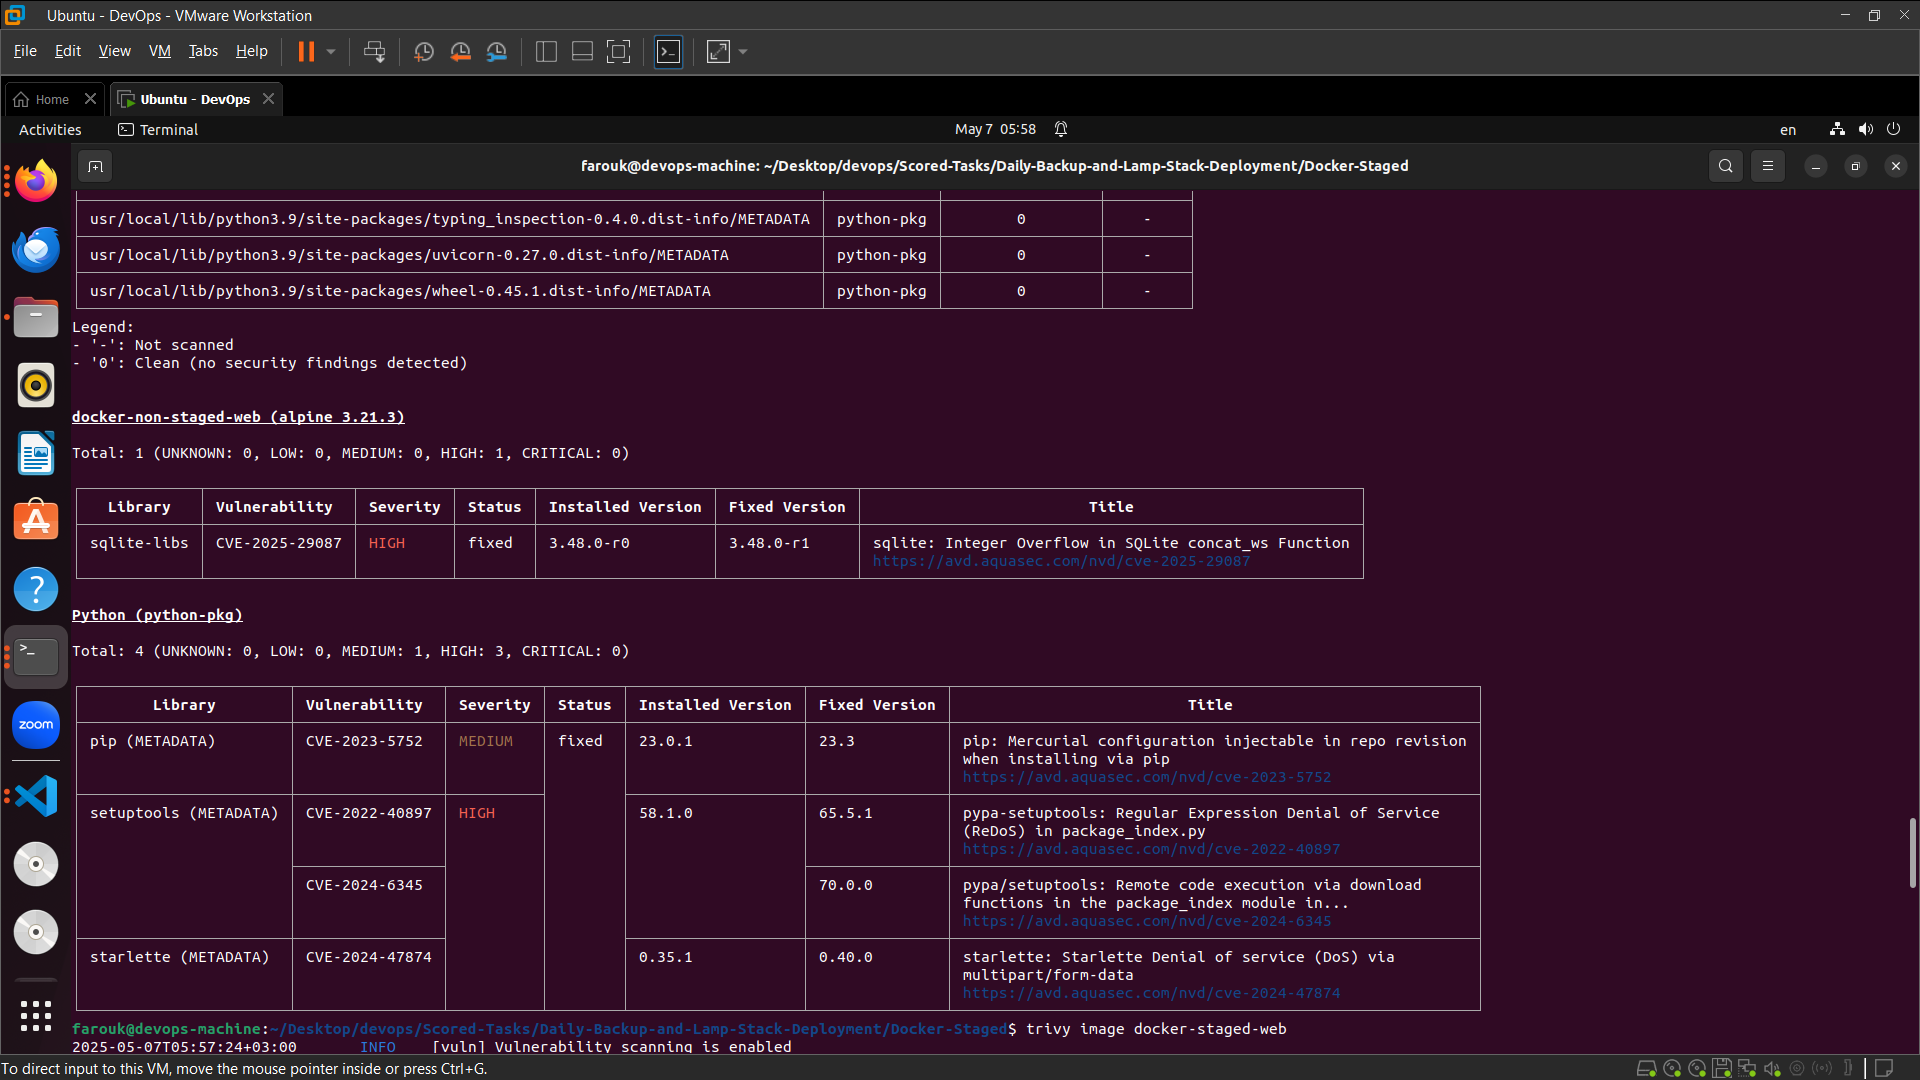 Ubuntu - DevOps - VMware Workstation
File Edit View VM Tabs Help
Home
Ubuntu - DevOps
Activities Terminal May 7 05:58 en
farouk@devops-machine: ~/Desktop/devops/Scored-Tasks/Daily-Backup-and-Lamp-Stack-Deployment/Docker-Staged
usr/local/lib/python3.9/site-packages/typing_inspection-0.4.0.dist-info/METADATA python-pkg 0 -
usr/local/lib/python3.9/site-packages/uvicorn-0.27.0.dist-info/METADATA python-pkg 0 -
usr/local/lib/python3.9/site-packages/wheel-0.45.1.dist-info/METADATA python-pkg 0 -
Legend:
- '-': Not scanned
- '0': Clean (no security findings detected)
docker-non-staged-web (alpine 3.21.3)
Total: 1 (UNKNOWN: 0, LOW: 0, MEDIUM: 0, HIGH: 1, CRITICAL: 0)
Library Vulnerability Severity Status Installed Version Fixed Version Title
sqlite-libs CVE-2025-29087 HIGH fixed 3.48.0-r0 3.48.0-r1 sqlite: Integer Overflow in SQLite concat_ws Function
https://avd.aquasec.com/nvd/cve-2025-29087
Python (python-pkg)
Total: 4 (UNKNOWN: 0, LOW: 0, MEDIUM: 1, HIGH: 3, CRITICAL: 0)
Library Vulnerability Severity Status Installed Version Fixed Version Title
pip (METADATA) CVE-2023-5752 MEDIUM fixed 23.0.1 23.3 pip: Mercurial configuration injectable in repo revision
when installing via pip
https://avd.aquasec.com/nvd/cve-2023-5752
setuptools (METADATA) CVE-2022-40897 HIGH 58.1.0 65.5.1 pypa-setuptools: Regular Expression Denial of Service
(ReDoS) in package_index.py
https://avd.aquasec.com/nvd/cve-2022-40897
CVE-2024-6345 70.0.0 pypa/setuptools: Remote code execution via download
functions in the package_index module in...
https://avd.aquasec.com/nvd/cve-2024-6345
starlette (METADATA) CVE-2024-47874 0.35.1 0.40.0 starlette: Starlette Denial of service (DoS) via
multipart/form-data
https://avd.aquasec.com/nvd/cve-2024-47874
farouk@devops-machine:~/Desktop/devops/Scored-Tasks/Daily-Backup-and-Lamp-Stack-Deployment/Docker-Staged$ trivy image docker-staged-web
2025-05-07T05:57:24+03:00 INFO [vuln] Vulnerability scanning is enabled
zoom
To direct input to this VM, move the mouse pointer inside or press Ctrl+G.